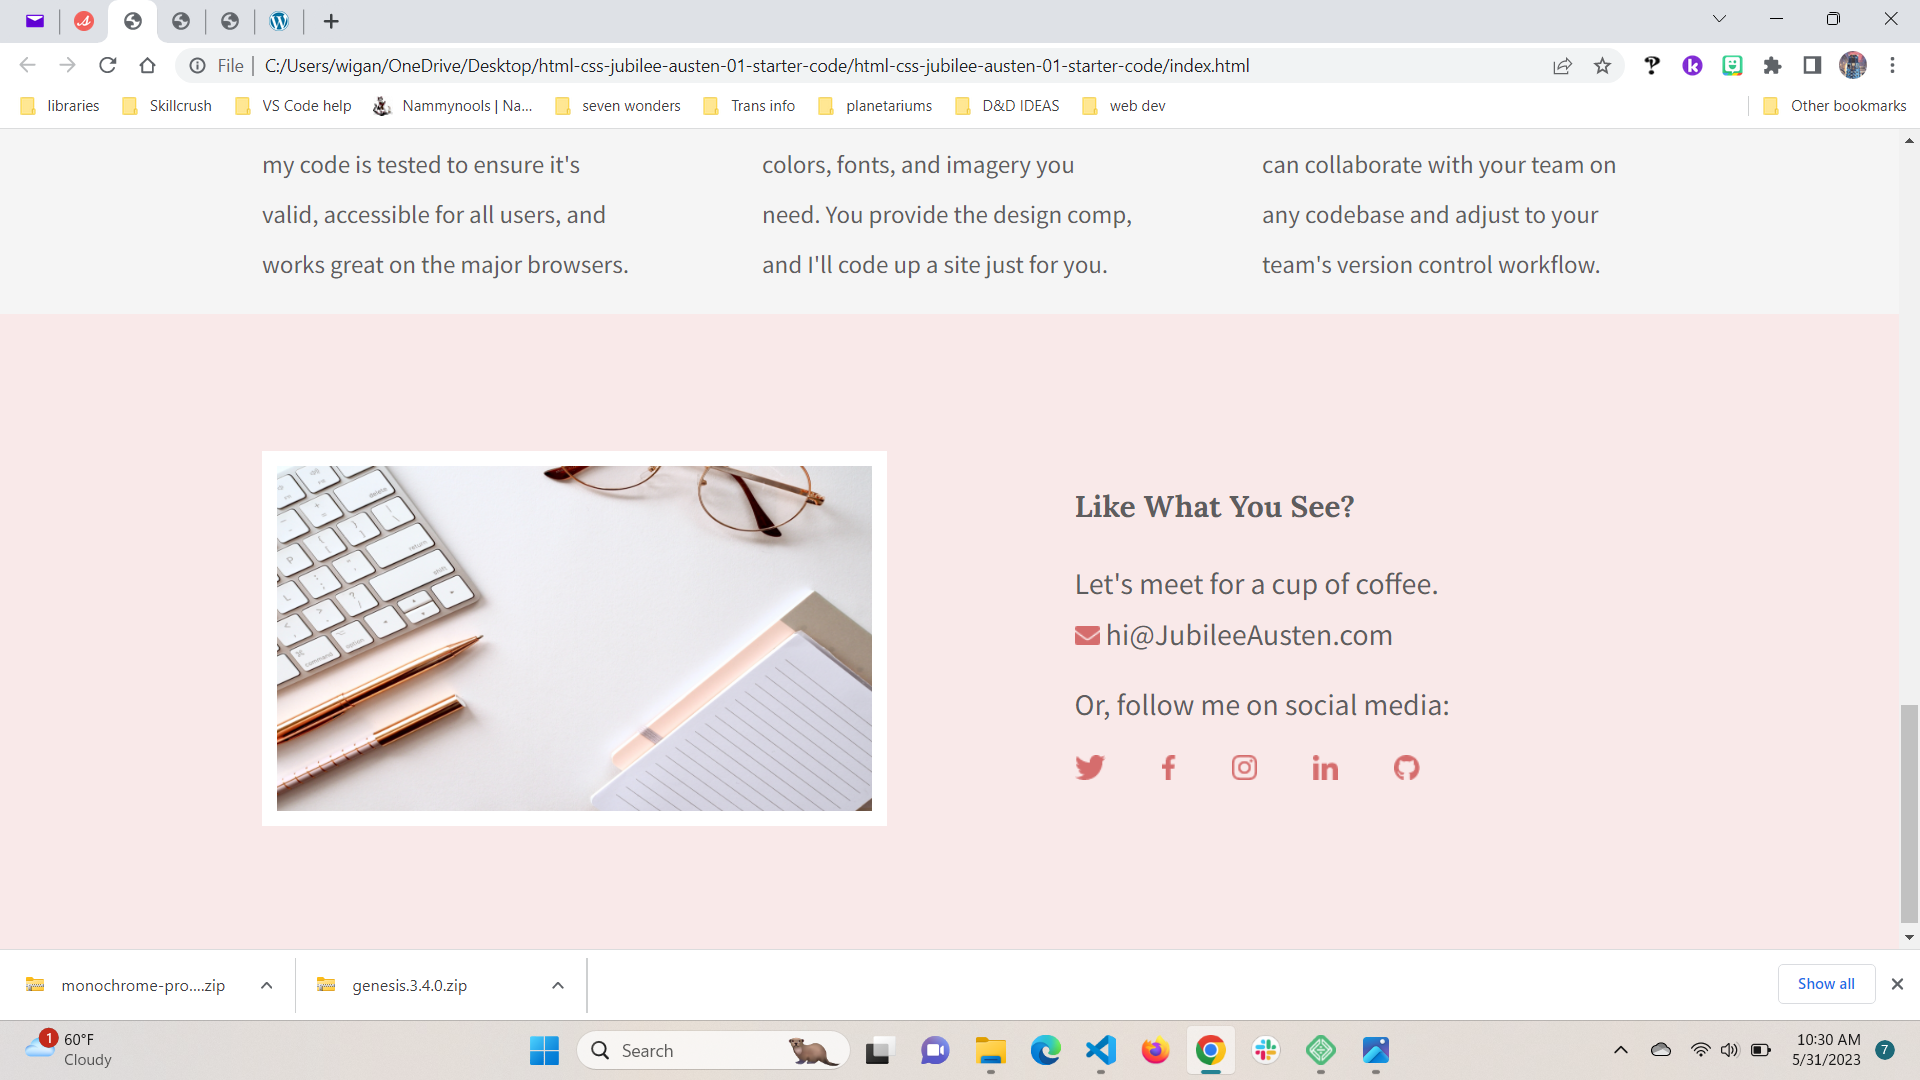 File
C:/Users/wigan/OneDrive/Desktop/html-css-jubilee-austen-01-starter-code/html-css-jubilee-austen-01-starter-code/index.html
libraries
Skillcrush
VS Code help
Nammynools | Na...
seven wonders
Trans info
planetariums
D&D IDEAS
web dev
Other bookmarks
my code is tested to ensure it's
valid, accessible for all users, and
works great on the major browsers.
colors, fonts, and imagery you
need. You provide the design comp,
and I'll code up a site just for you.
can collaborate with your team on
any codebase and adjust to your
team's version control workflow.
delete
return
shift
option
command
Like What You See?
Let's meet for a cup of coffee.
hi@JubileeAusten.com
Or, follow me on social media:
monochrome-pro....zip
genesis.3.4.0.zip
Show all
1
60°F
Cloudy
Search
10:30 AM
5/31/2023
7